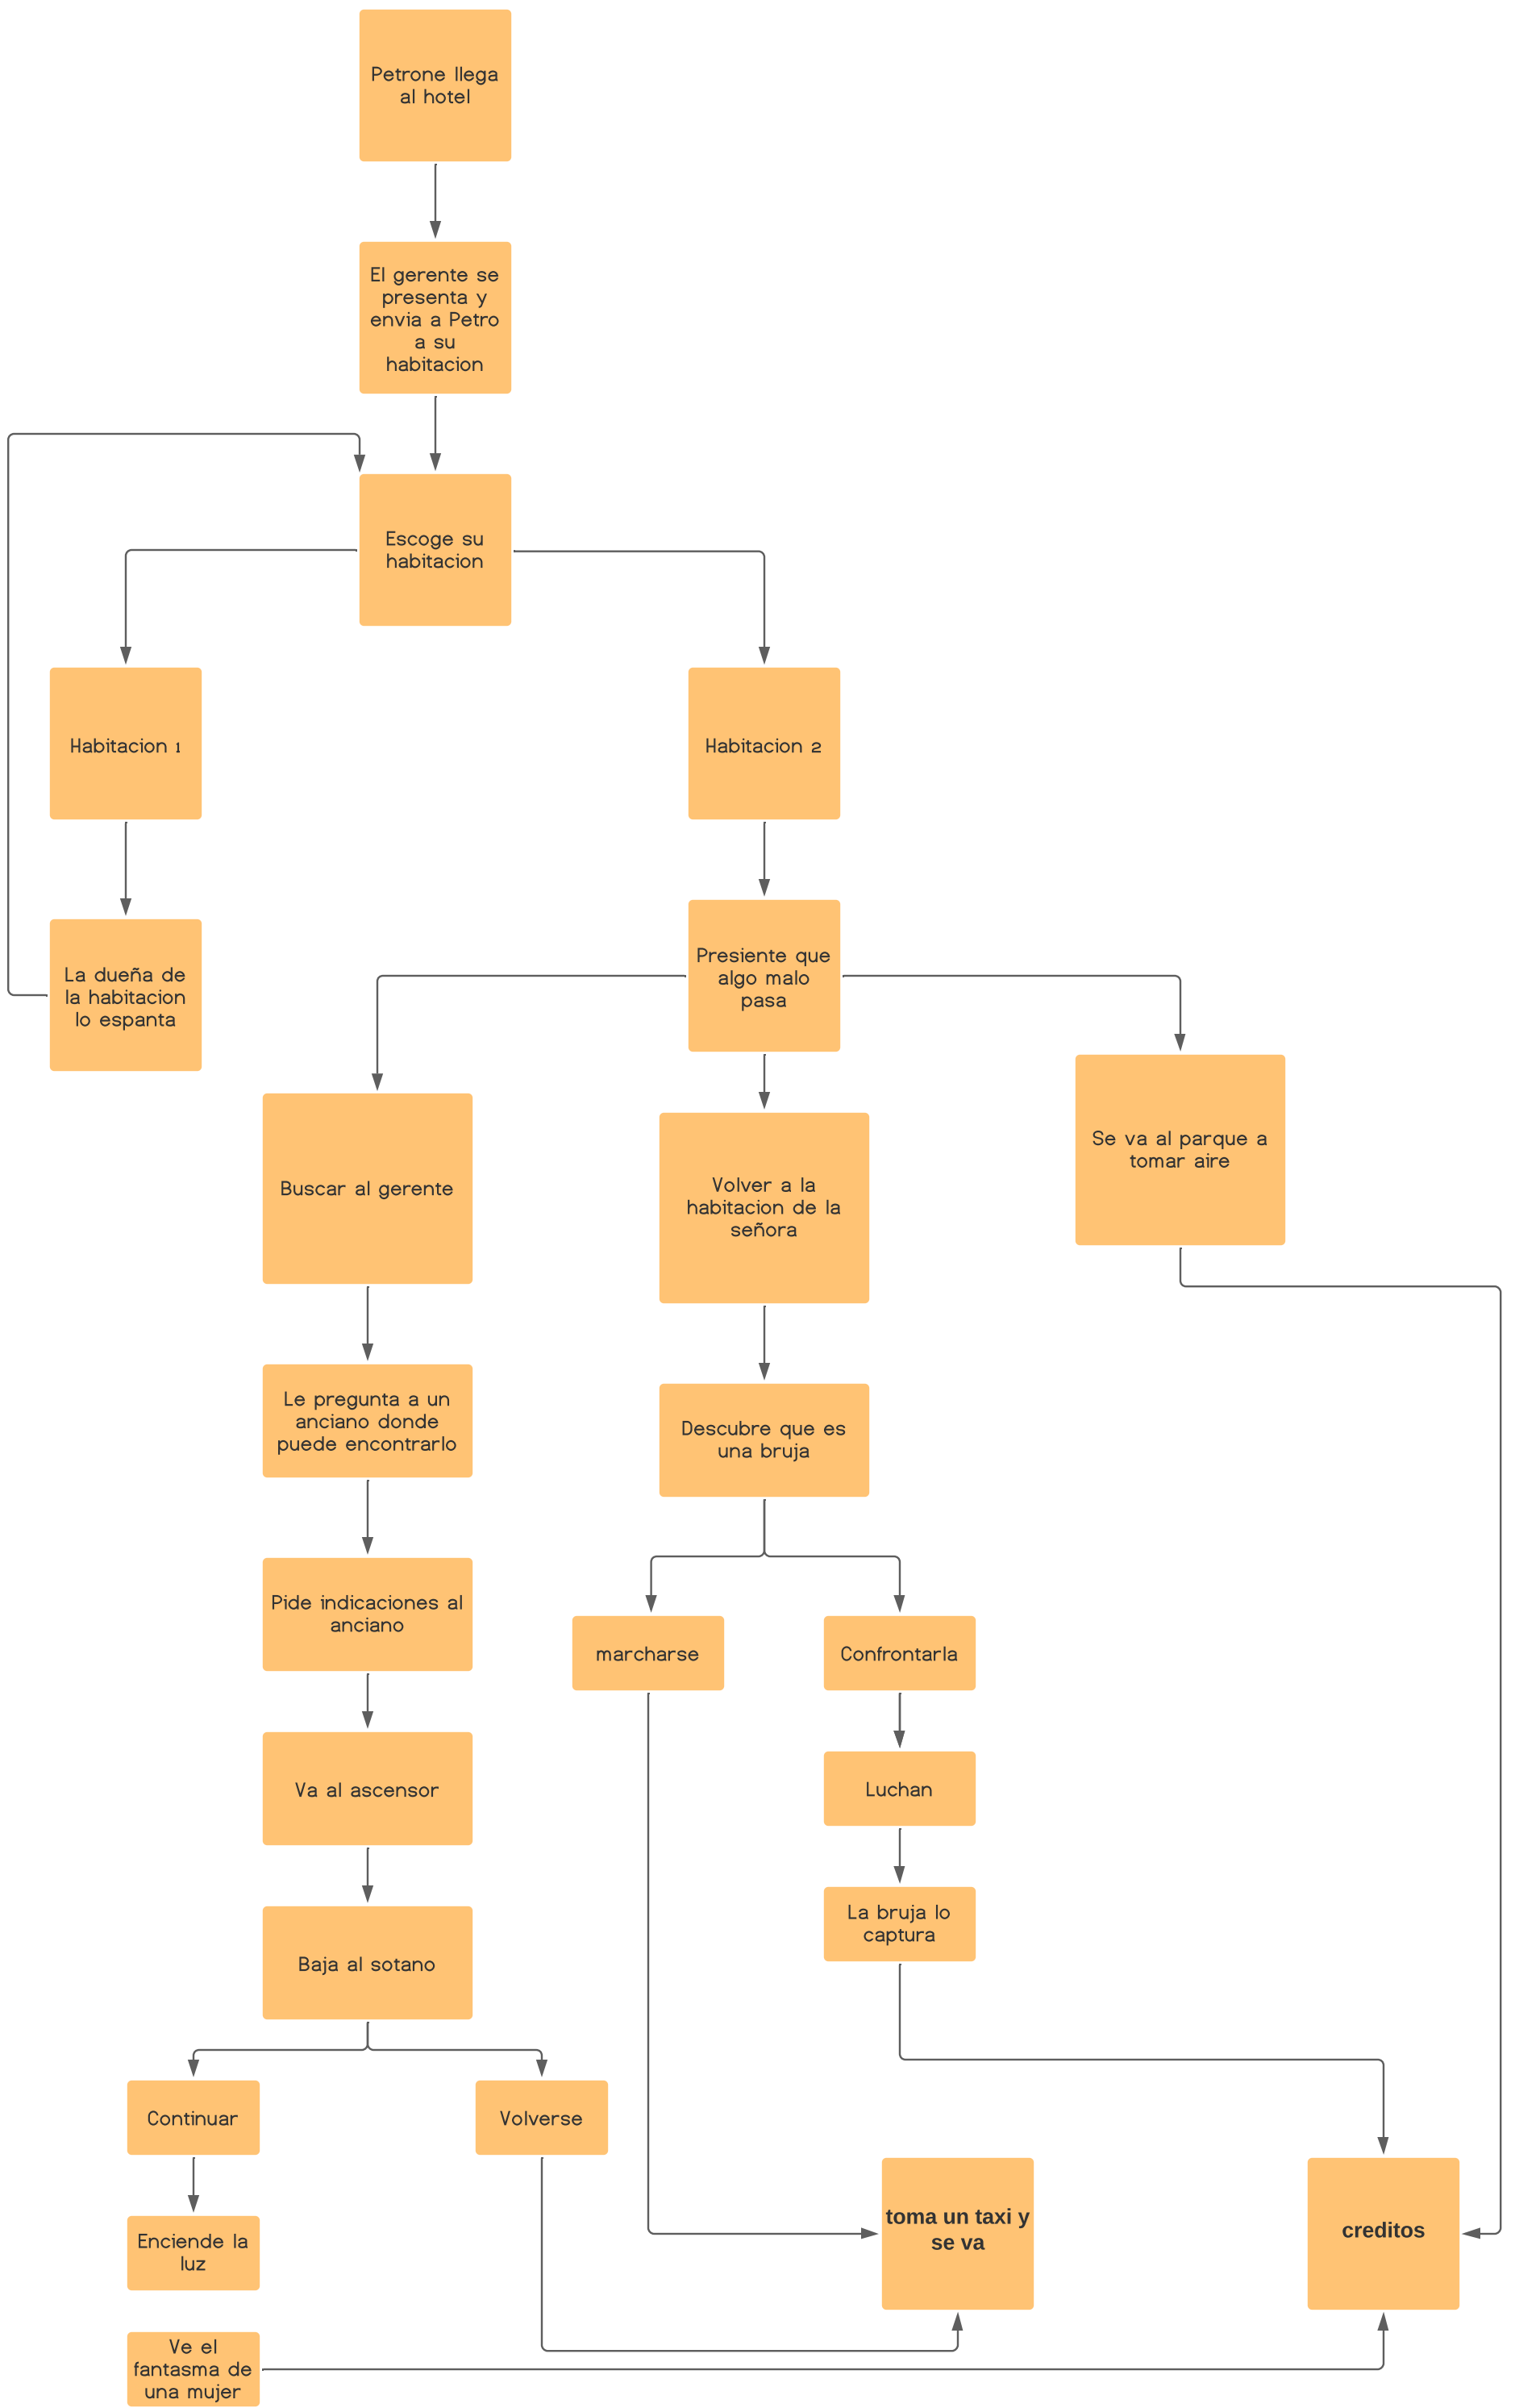 Petrone llega
al hotel
El gerente se
presenta y
envia a Petro
a su
habitacion
Escoge su
habitacion
Habitacion 1
Habitacion 2
La dueña de
la habitacion
lo espanta
Presiente que
algo malo
pasa
Buscar al gerente
Volver a la
habitacion de la
señora
Se va al parque a
tomar aire
Le pregunta a un
anciano donde
puede encontrarlo
Descubre que es
una bruja
Pide indicaciones al
anciano
marcharse
Confrontarla
Va al ascensor
Luchan
La bruja lo
captura
Baja al sotano
Continuar
Volverse
Enciende la
luz
toma un taxi y
se va
creditos
Ve el
fantasma de
una mujer